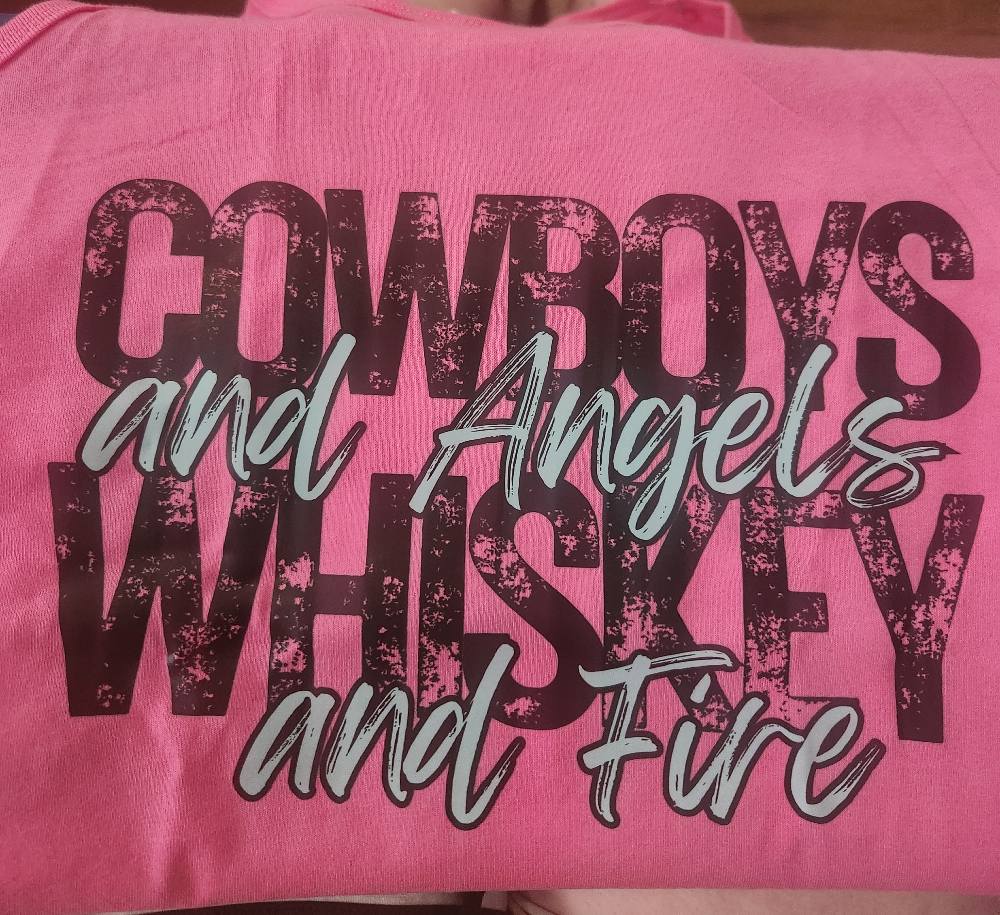 COWBOYS
and Angels
WHISKEY
and Fire